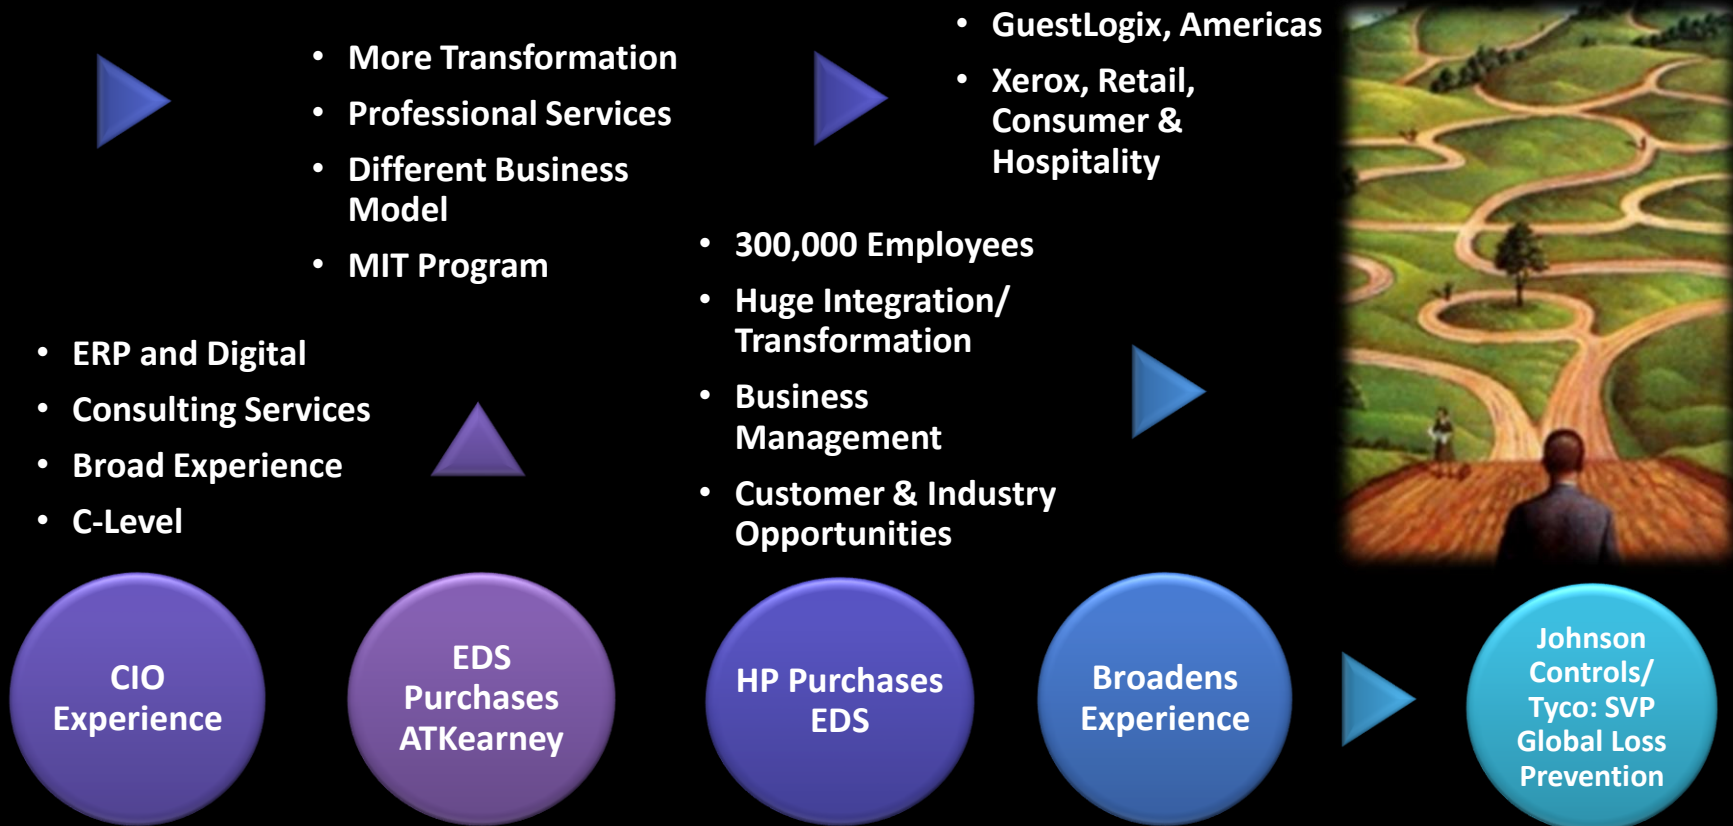 • ERP and Digital
• Consulting Services
• Broad Experience
• C-Level
CIO
Experience
• More Transformation
• Professional Services
• Different Business
Model
• MIT Program
EDS
Purchases
ATKearney
• 300,000 Employees
• Huge Integration/
Transformation
• Business
Management
• Customer & Industry
Opportunities
HP Purchases
EDS
• GuestLogix, Americas
• Xerox, Retail,
Consumer &
Hospitality
Broadens
Experience
Johnson
Controls/
Tyco: SVP
Global Loss
Prevention